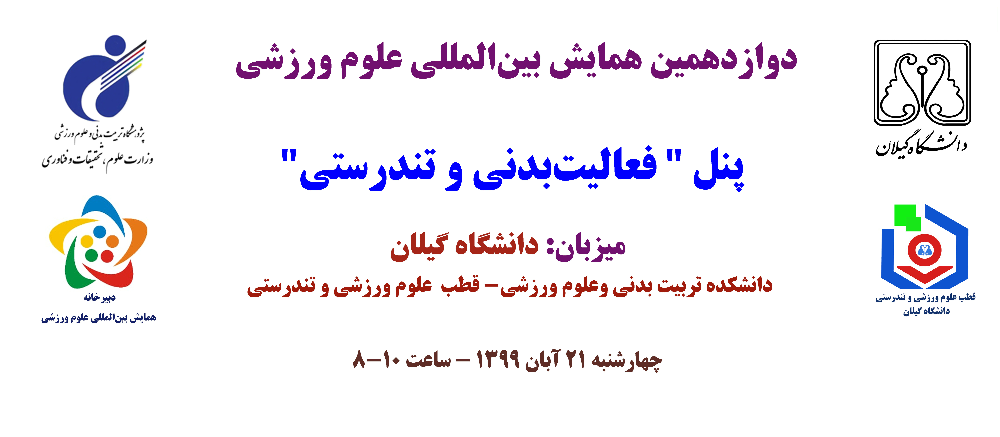 دوازدهمین همایش بین‌المللی علوم ورزشی
پنل " فعالیت‌بدنی و تندرستی"
میزبان: دانشگاه گیلان
دانشکده تربیت بدنی وعلوم ورزشی– قطب علوم ورزشی و تندرستی
چهارشنبه ۲۱ آبان ۱۳۹۹ – ساعت ۱۰–۸
دانشگاه گیلان
قطب علوم ورزشی و تندرستی
دانشگاه گیلان
پژوهشگاه تربیت بدنی و علوم ورزشی
وزارت علوم، تحقیقات و فناوری
دبیرخانه
همایش بین‌المللی علوم ورزشی